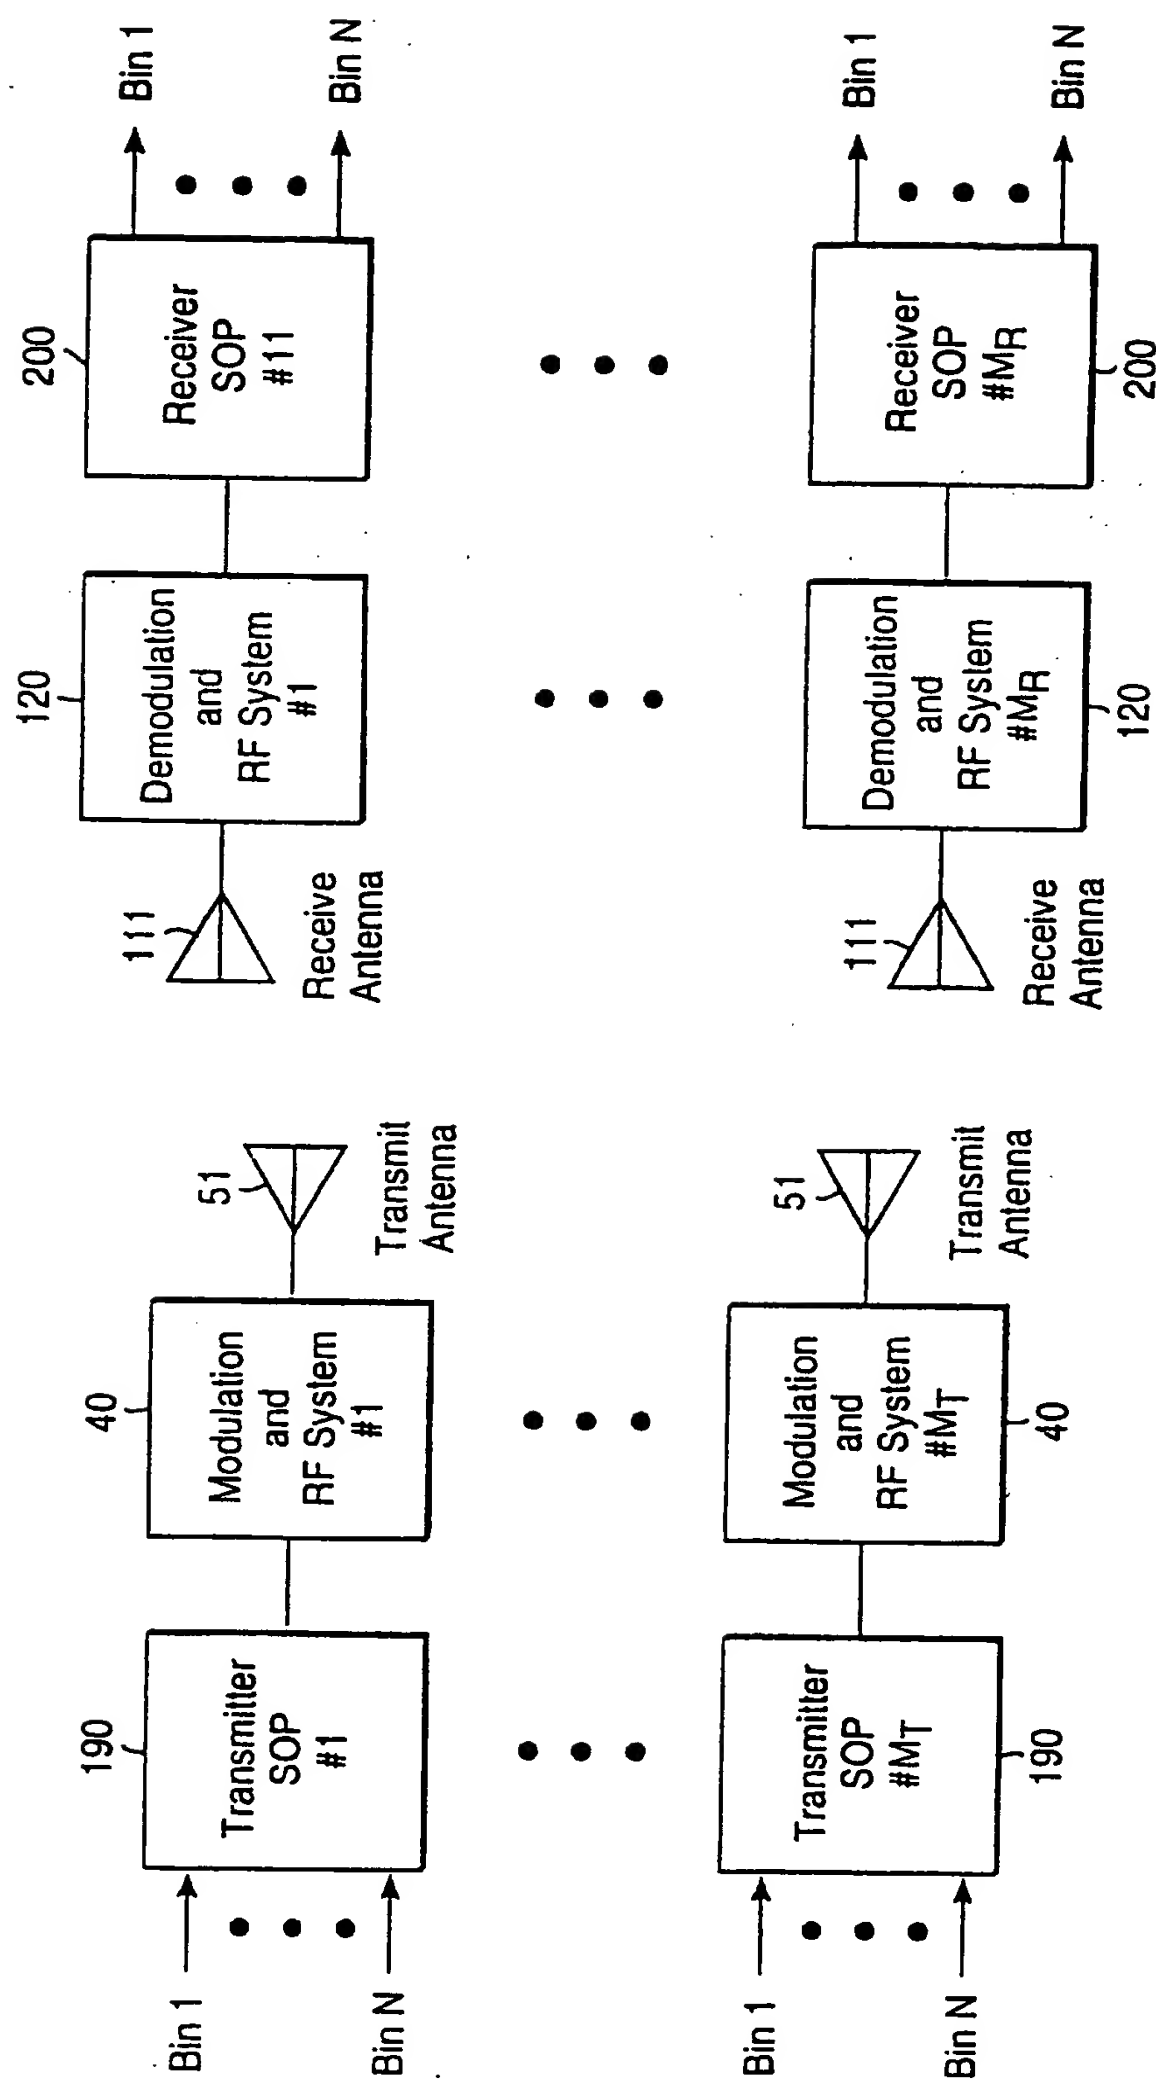 Bin 1
Bin N
190
Transmitter
SOP
#1
40
Modulation
and
RF System
#1
51
Transmit
Antenna
111
Receive
Antenna
120
Demodulation
and
RF System
#1
200
Receiver
SOP
#11
Bin 1
Bin N
Bin 1
Bin N
Transmitter
SOP
#MT
190
Modulation
and
RF System
#MT
40
51
Transmit
Antenna
111
Receive
Antenna
Demodulation
and
RF System
#MR
120
Receiver
SOP
#MR
200
Bin 1
Bin N